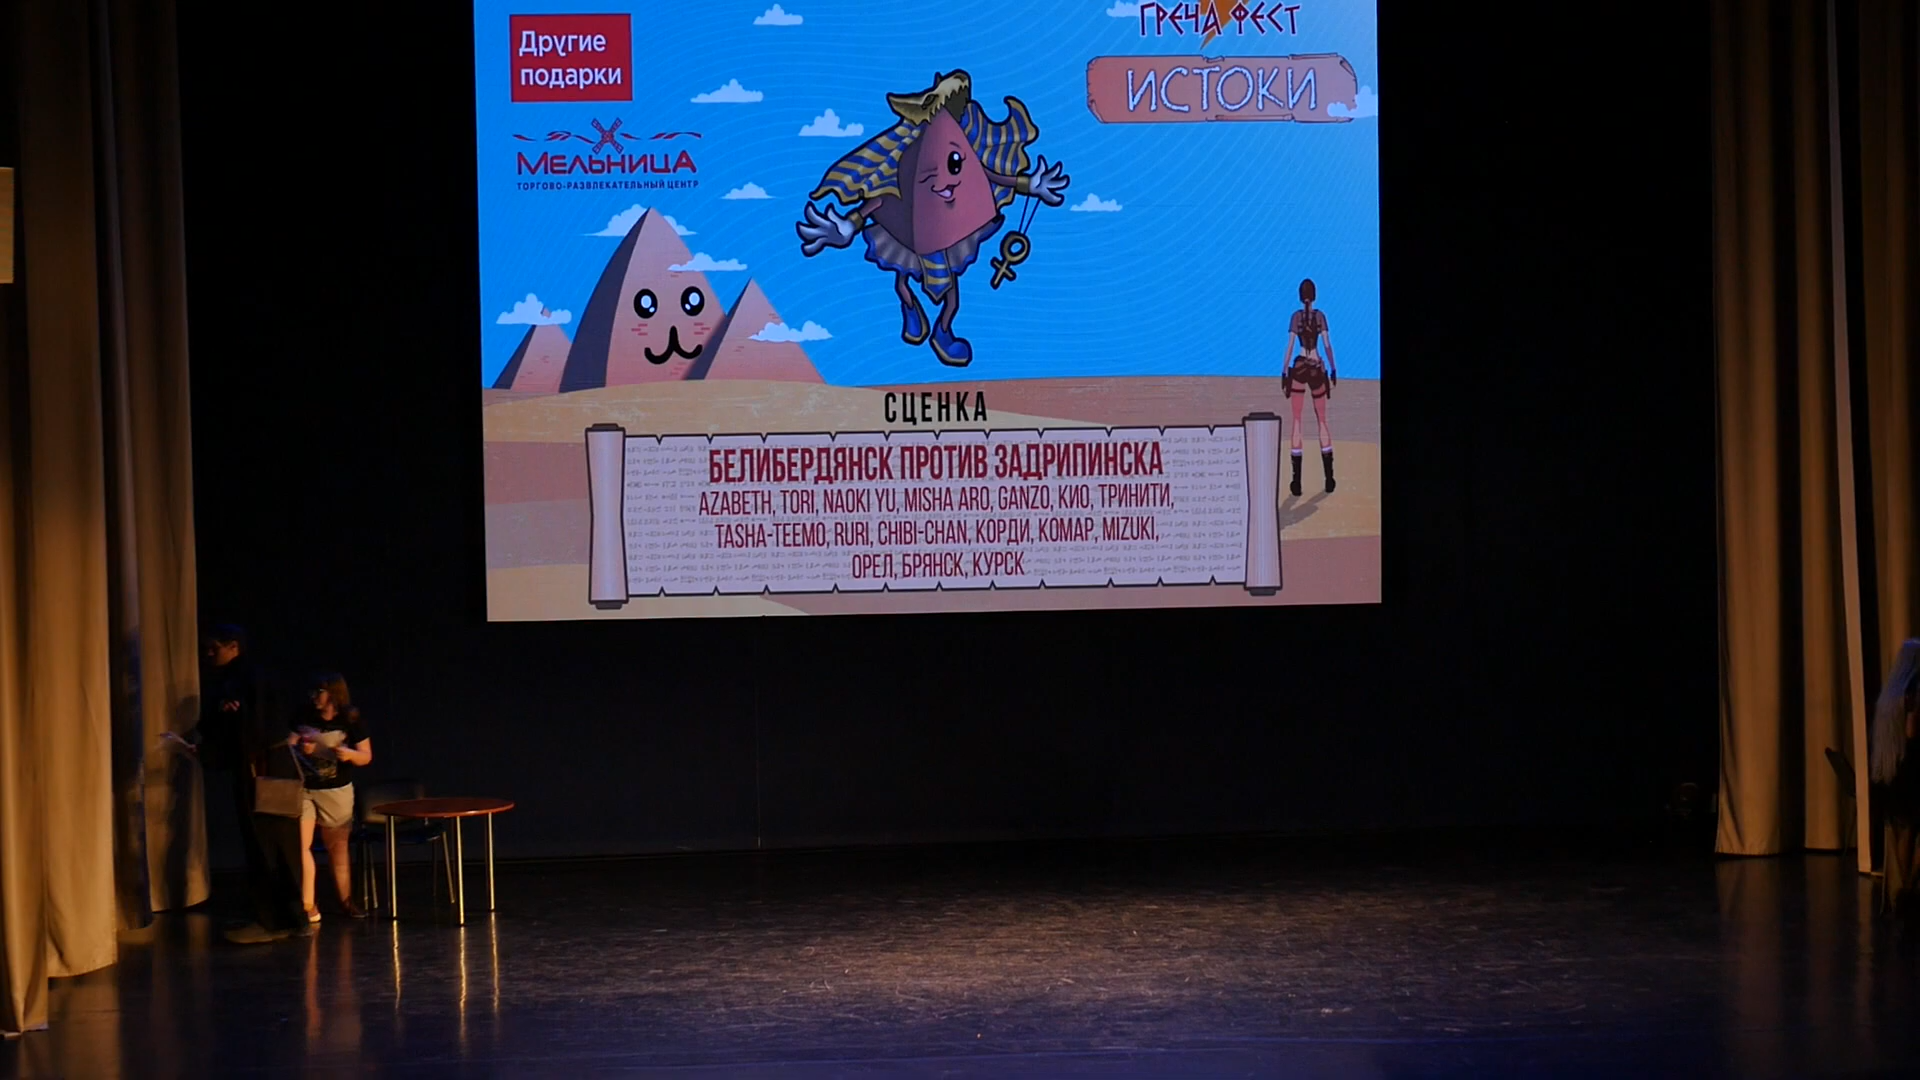 Другие
подарки
МЕЛЬНИЦА
ТОРГОВО-РАЗВЛЕКАТЕЛЬНЫЙ ЦЕНТР
ГРЕЧА ФЕСТ
ИСТОКИ
СЦЕНКА
БЕЛИБЕРДЯНСК ПРОТИВ ЗАДРИПИНСКА
AZABETH, TORI, NAOKI YU, MISHA ARO, GANZO, КИО, ТРИНИТИ,
TASHA-TEEMO, RURI, CHIBI-CHAN, КОРДИ, КОМАР, MIZUKI,
ОРЕЛ, БРЯНСК, КУРСК